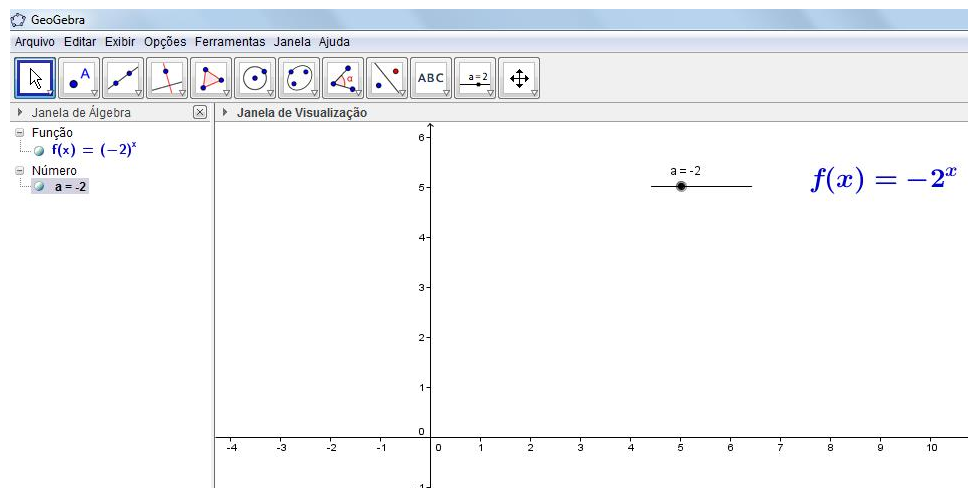 GeoGebra
Arquivo Editar Exibir Opções Ferramentas Janela Ajuda
A
α
ABC
a=2
Janela de Álgebra
Janela de Visualização
Função
f(x) = (−2)ˣ
Número
a = -2
a = -2
f(x) = −2ˣ
6
5
4
3
2
1
0
-4 -3 -2 -1 0 1 2 3 4 5 6 7 8 9 10